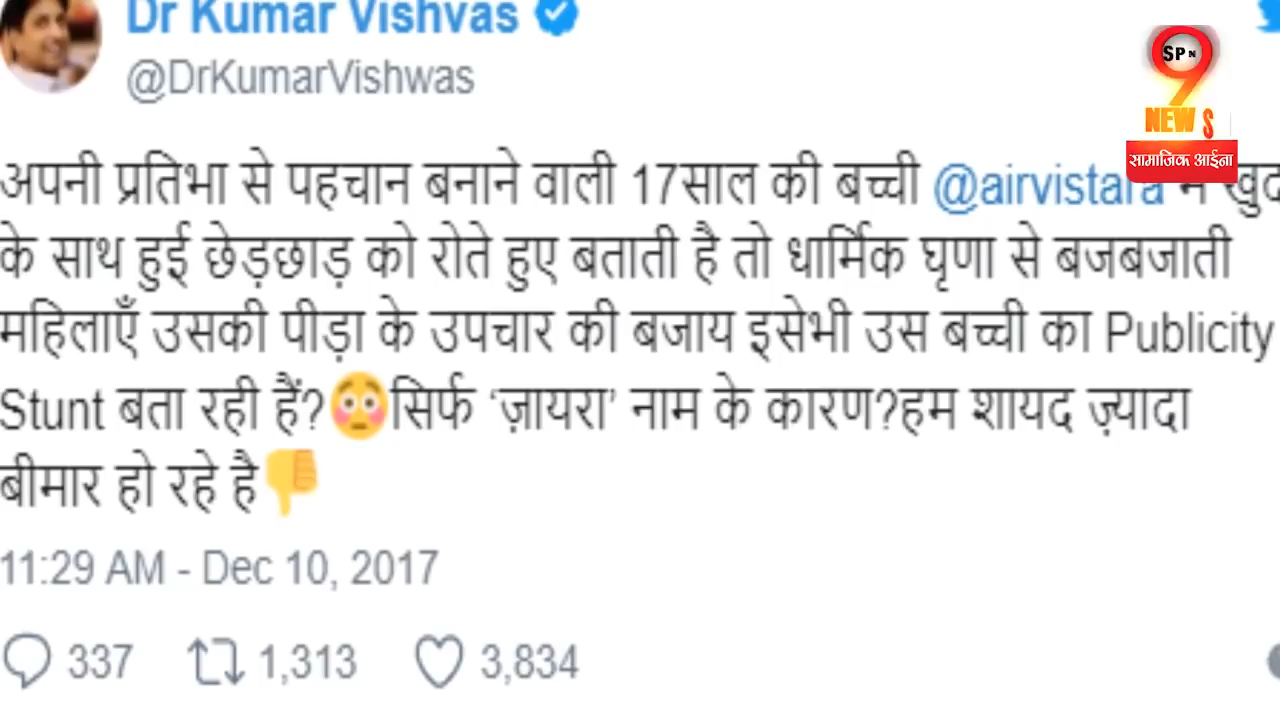 Dr Kumar Vishvas
@DrKumarVishwas
SPN
9
NEWS
सामाजिक आईना
अपनी प्रतिभा से पहचान बनाने वाली 17साल की बच्ची @airvistara में खुद
के साथ हुई छेड़छाड़ को रोते हुए बताती है तो धार्मिक घृणा से बजबजाती
महिलाएँ उसकी पीड़ा के उपचार की बजाय इसेभी उस बच्ची का Publicity
Stunt बता रही हैं?😳सिर्फ ‘ज़ायरा’ नाम के कारण?हम शायद ज़्यादा
बीमार हो रहे है👎
11:29 AM - Dec 10, 2017
337 1,313 3,834